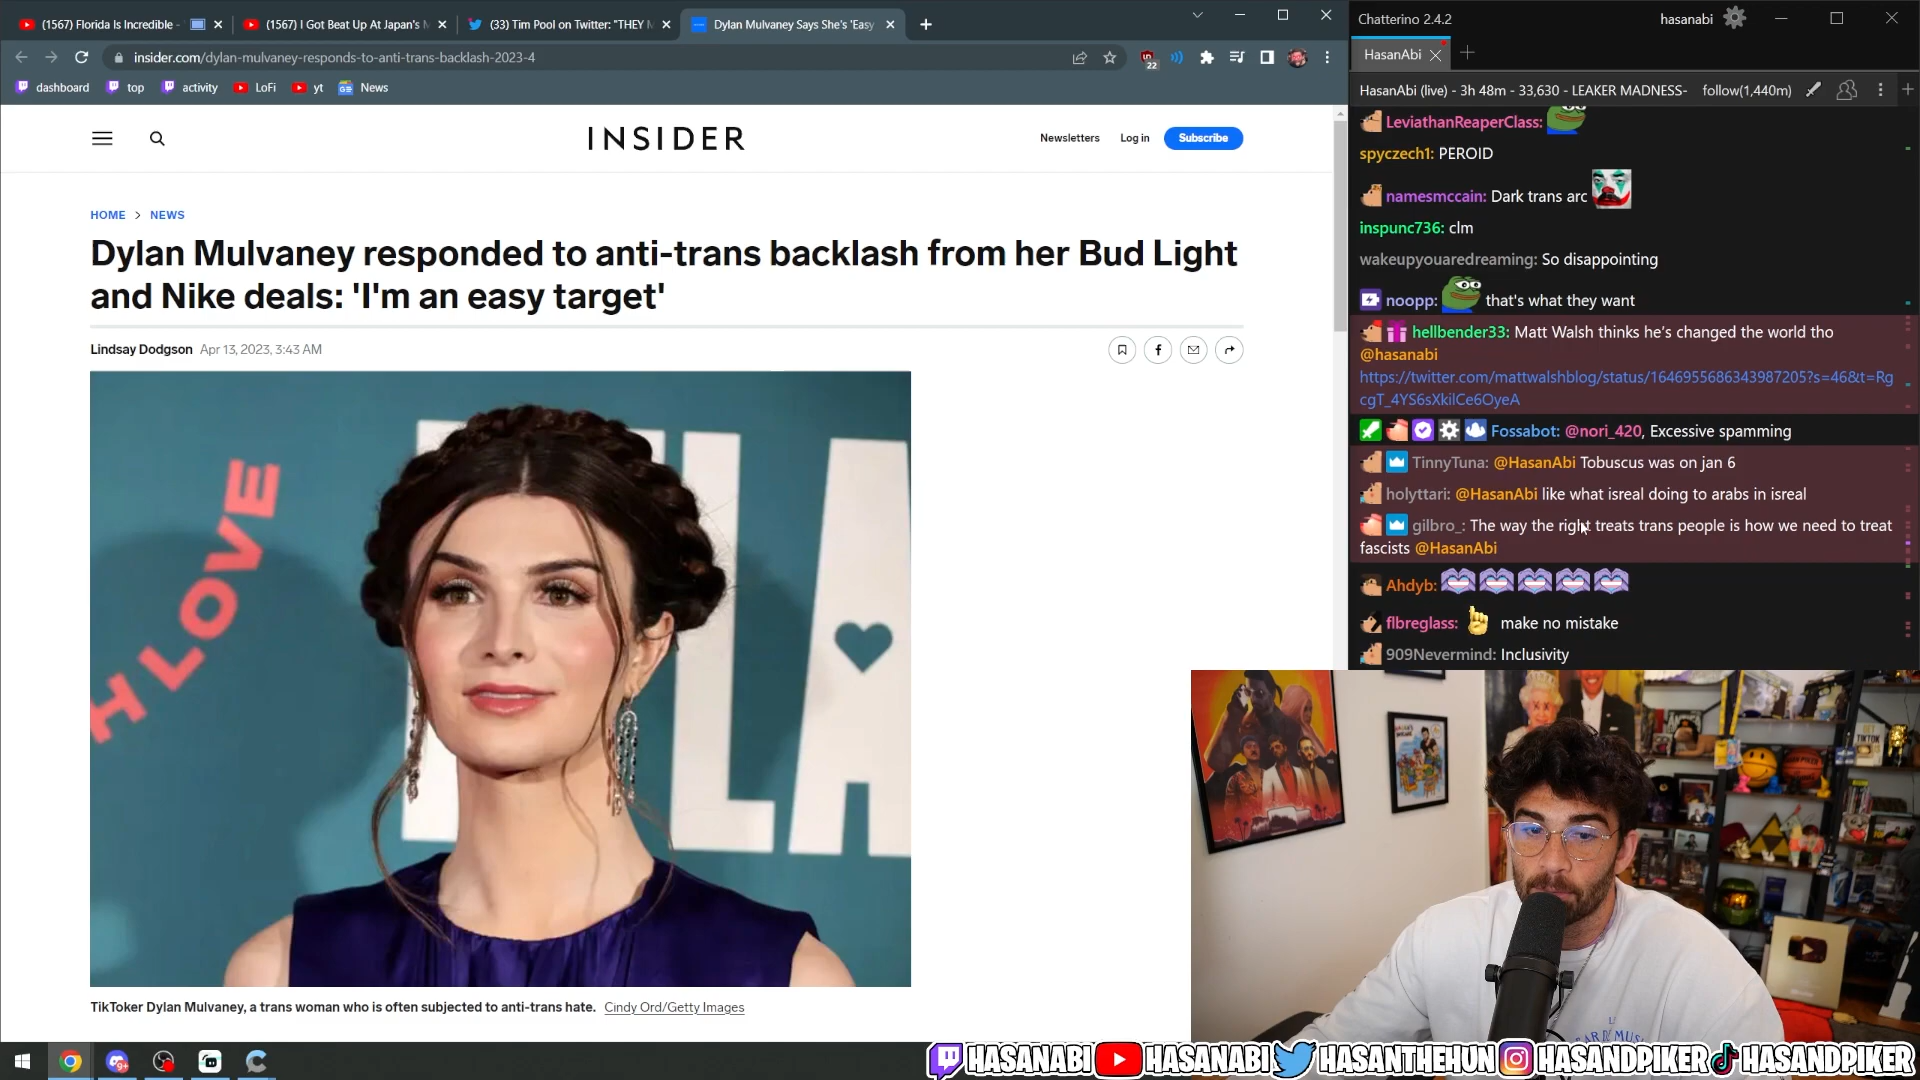 (1567) Florida Is Incredible -
(1567) I Got Beat Up At Japan's M
(33) Tim Pool on Twitter: "THEY M
Dylan Mulvaney Says She's 'Easy
insider.com/dylan-mulvaney-responds-to-anti-trans-backlash-2023-4
22
dashboard
top
activity
LoFi
yt
News
INSIDER
Newsletters
Log in
Subscribe
HOME > NEWS
Dylan Mulvaney responded to anti-trans backlash from her Bud Light
and Nike deals: 'I'm an easy target'
Lindsay Dodgson Apr 13, 2023, 3:43 AM
H LOVE
LA
TikToker Dylan Mulvaney, a trans woman who is often subjected to anti-trans hate. Cindy Ord/Getty Images
Chatterino 2.4.2
hasanabi
HasanAbi
HasanAbi (live) - 3h 48m - 33,630 - LEAKER MADNESS-
follow(1,440m)
LeviathanReaperClass:
spyczech1: PEROID
namesmccain: Dark trans arc
inspunc736: clm
wakeupyouaredreaming: So disappointing
noopp: that's what they want
hellbender33: Matt Walsh thinks he's changed the world tho
@hasanabi
https://twitter.com/mattwalshblog/status/1646955686343987205?s=46&t=Rg
cgT_4YS6sXkilCe6OyeA
Fossabot: @nori_420, Excessive spamming
TinnyTuna: @HasanAbi Tobuscus was on jan 6
holyttari: @HasanAbi like what isreal doing to arabs in isreal
gilbro_: The way the right treats trans people is how we need to treat
fascists @HasanAbi
Ahdyb:
flbreglass: make no mistake
909Nevermind: Inclusivity
HASANABI
HASANABI
HASANTHEHUN
HASANDPIKER
HASANDPIKER